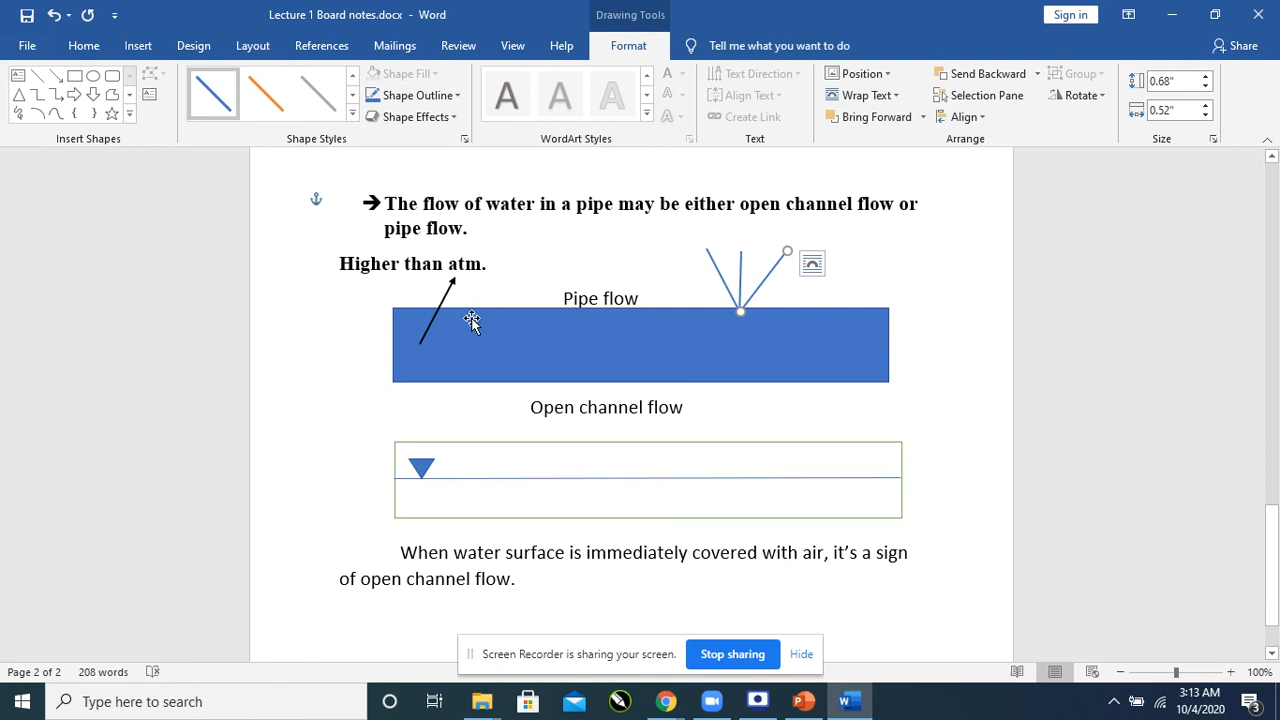 Lecture 1 Board notes.docx - Word
Drawing Tools
Sign in
File Home Insert Design Layout References Mailings Review View Help Format Tell me what you want to do Share
Shape Fill
Shape Outline
Shape Effects
A A A
Text Direction
Align Text
Create Link
Position
Wrap Text
Bring Forward
Send Backward
Selection Pane
Align
Group
Rotate
0.68"
0.52"
Insert Shapes Shape Styles WordArt Styles Text Arrange Size
➔ The flow of water in a pipe may be either open channel flow or
pipe flow.
Higher than atm.
Pipe flow
Open channel flow
When water surface is immediately covered with air, it's a sign
of open channel flow.
Screen Recorder is sharing your screen. Stop sharing Hide
Page 2 of 2 208 words 100%
Type here to search
3:13 AM
10/4/2020
3